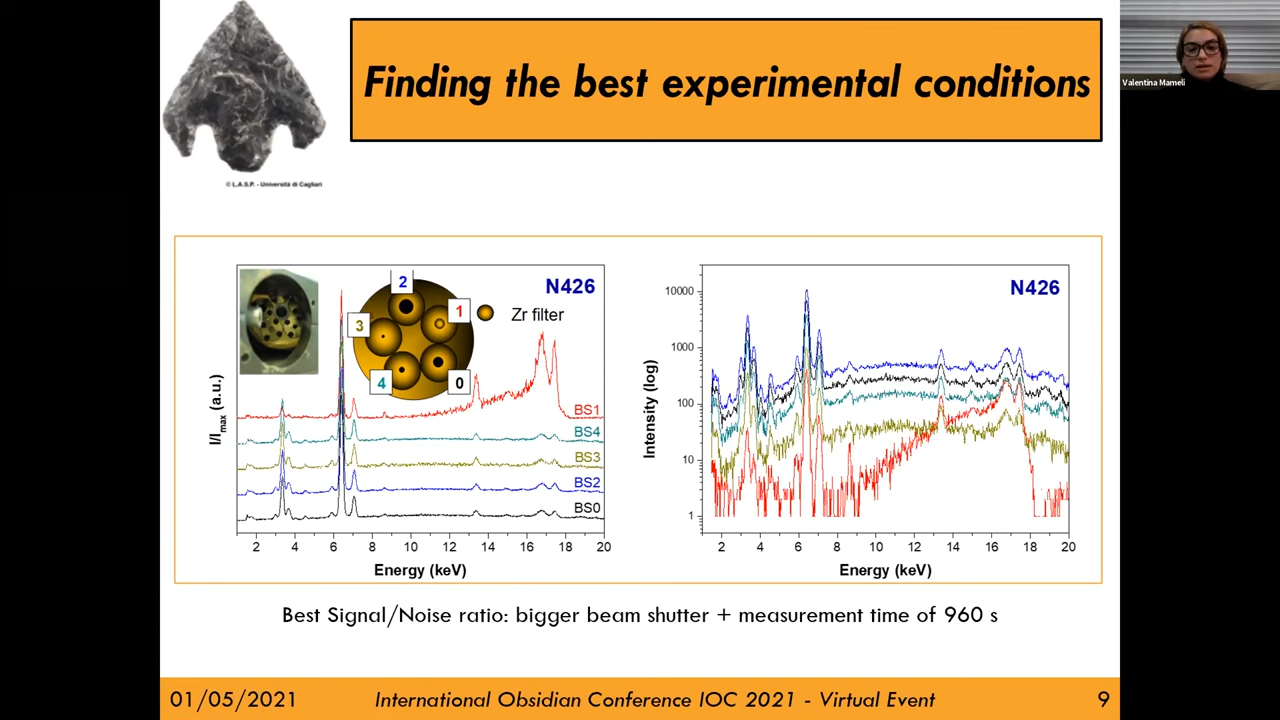 Finding the best experimental conditions
Valentina Mameli
© L.A.S.P. - Università di Cagliari
2
1
3
4
0
Zr filter
N426
BS1
BS4
BS3
BS2
BS0
I/Imax (a.u.)
2 4 6 8 10 12 14 16 18 20
Energy (keV)
N426
10000
1000
100
10
1
Intensity (log)
2 4 6 8 10 12 14 16 18 20
Energy (keV)
Best Signal/Noise ratio: bigger beam shutter + measurement time of 960 s
01/05/2021
International Obsidian Conference IOC 2021 - Virtual Event
9